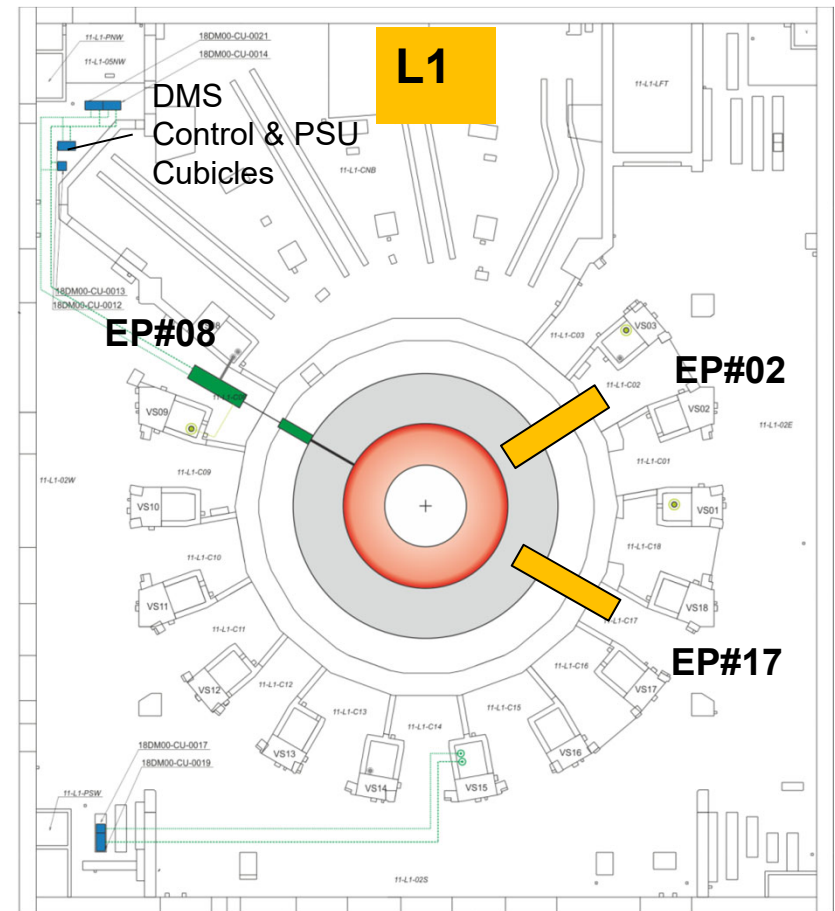 11-L1-PNW
18DM00-CU-0021
L1
18DM00-CU-0014
11-L1-05NW
11-L1-LFT
DMS
Control & PSU
Cubicles
11-L1-CNB
18DM00-CU-0013
18DM00-CU-0012
EP#08
VS03
11-L1-C03
EP#02
11-L1-C02
VS09
VS02
11-L1-02E
11-L1-C01
11-L1-C09
11-L1-02W
VS10
VS01
11-L1-C18
11-L1-C10
VS11
VS18
11-L1-C17
11-L1-C11
EP#17
11-L1-C16
11-L1-C12
VS12
VS17
11-L1-C13
11-L1-C15
11-L1-C14
18DM00-CU-0017
VS13
VS16
18DM00-CU-0019
VS14
VS15
11-L1-PSW
11-L1-02S